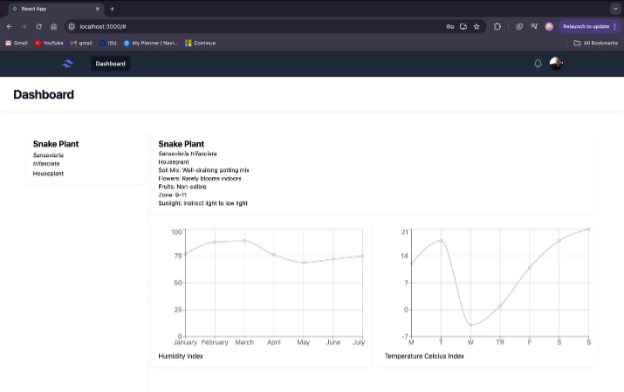 React App
localhost:3000/#
Relaunch to update
Gmail
YouTube
gmail
ISU
My Planner | Navi...
Continue
All Bookmarks
Dashboard
Dashboard
Snake Plant
Sansevieria
trifasciata
Houseplant
Snake Plant
Sansevieria trifasciata
Houseplant
Soil Mix: Well-draining potting mix
Flowers: Rarely blooms indoors
Fruits: Non-edible
Zone: 9-11
Sunlight: Indirect light to low light
100
75
50
25
0
January February March April May June July
Humidity Index
21
14
7
0
-7
M T W TR F S S
Temperature Celcius Index